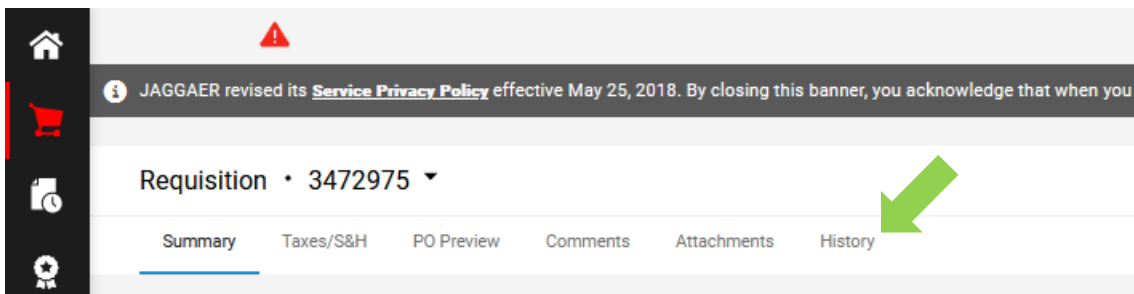 JAGGAER revised its Service Privacy Policy effective May 25, 2018. By closing this banner, you acknowledge that when you
Requisition • 3472975
Summary Taxes/S&H PO Preview Comments Attachments History